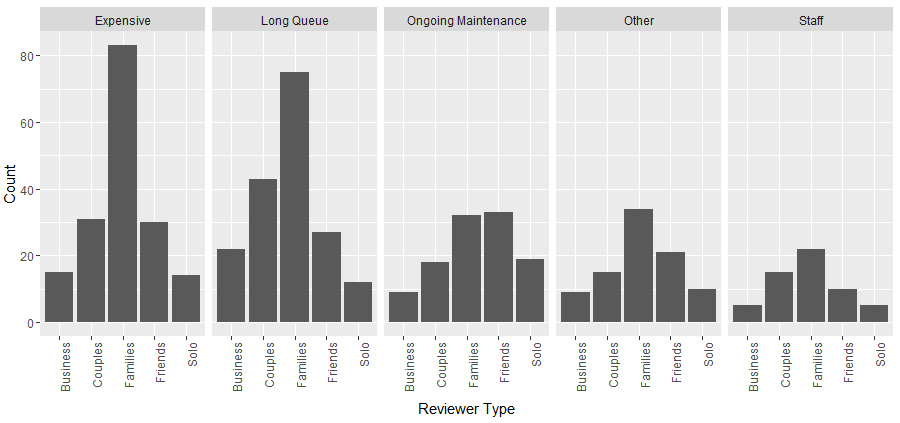 Expensive
Long Queue
Ongoing Maintenance
Other
Staff
Count
80
60
40
20
0
Business
Couples
Families
Friends
Solo
Business
Couples
Families
Friends
Solo
Business
Couples
Families
Friends
Solo
Business
Couples
Families
Friends
Solo
Business
Couples
Families
Friends
Solo
Reviewer Type